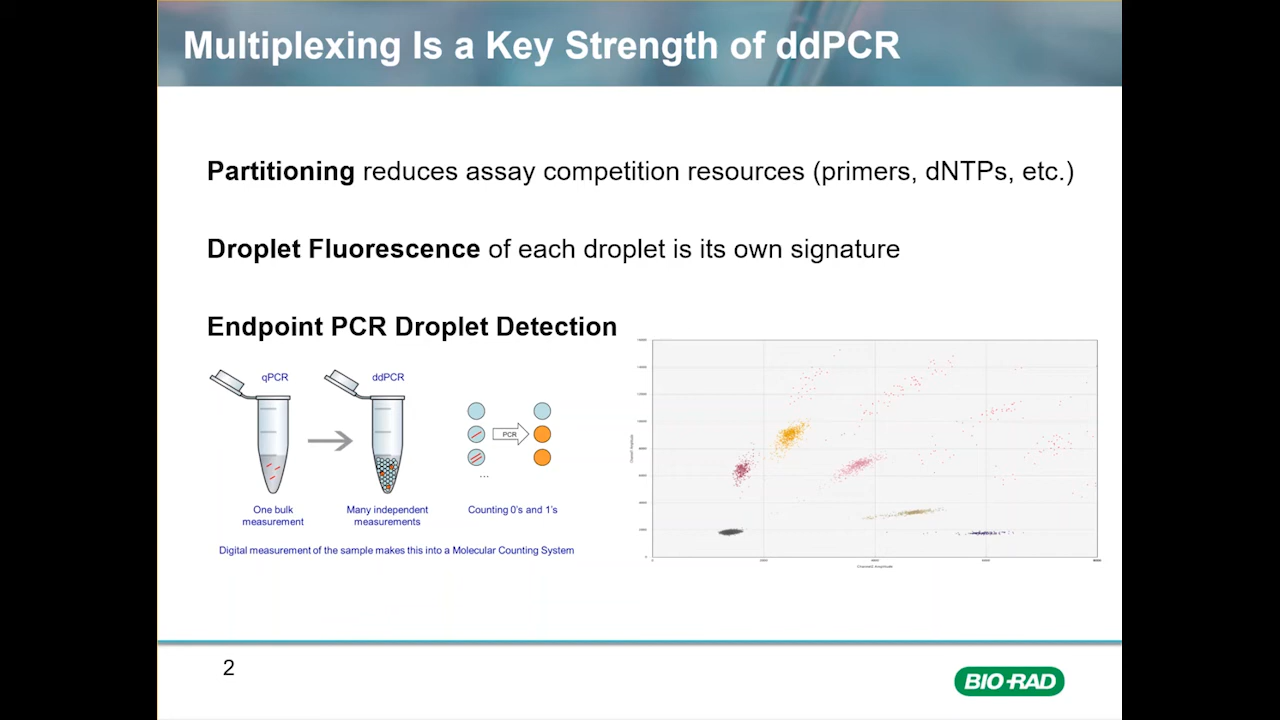 Multiplexing Is a Key Strength of ddPCR
Partitioning reduces assay competition resources (primers, dNTPs, etc.)
Droplet Fluorescence of each droplet is its own signature
Endpoint PCR Droplet Detection
qPCR
ddPCR
PCR
...
One bulk
measurement
Many independent
measurements
Counting 0's and 1's
Digital measurement of the sample makes this into a Molecular Counting System
2
BIO-RAD